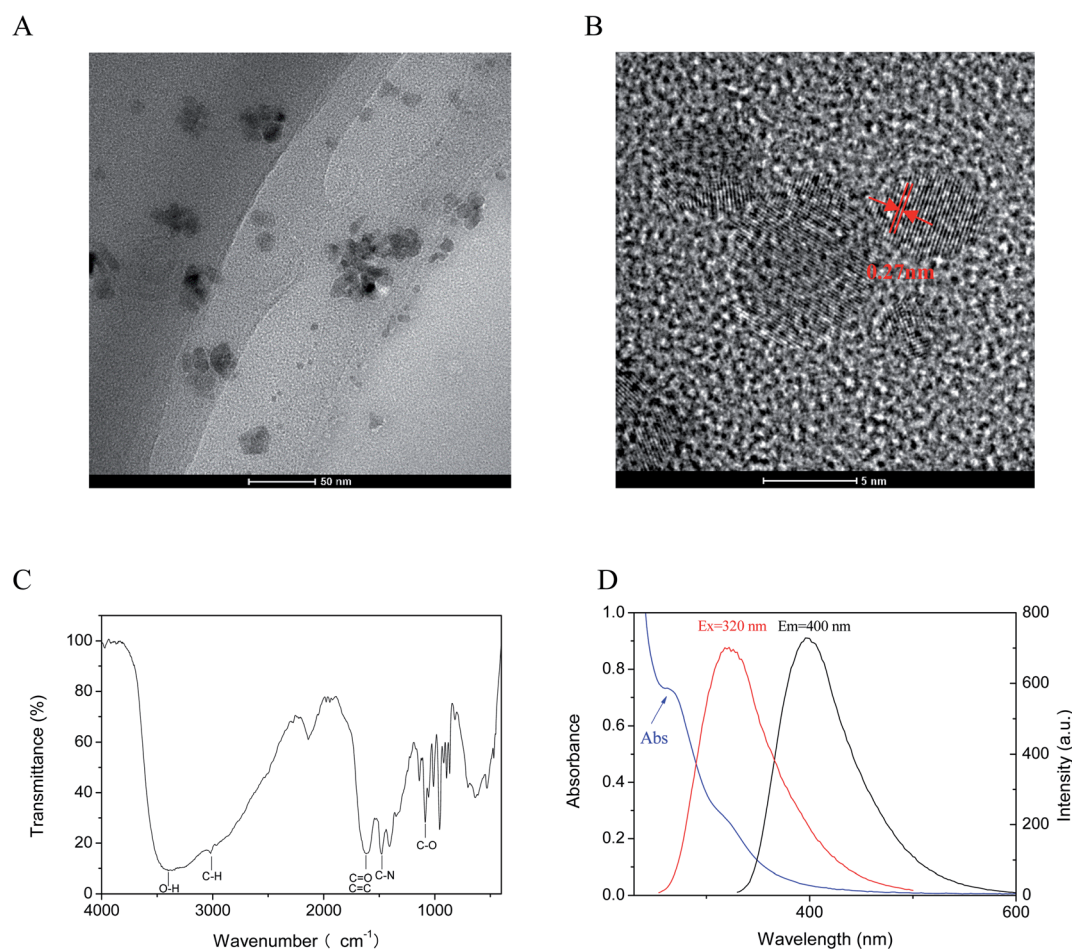 A
B
0.27nm
50 nm
5 nm
C
D
Transmittance (%)
100
80
60
40
20
0
O-H
C-H
C=O
C=C
C-N
C-O
4000
3000
2000
1000
Wavenumber ( cm-1)
Absorbance
1.0
0.8
0.6
0.4
0.2
0.0
Ex=320 nm
Em=400 nm
Abs
800
600
400
200
0
Intensity (a.u.)
400
600
Wavelength (nm)